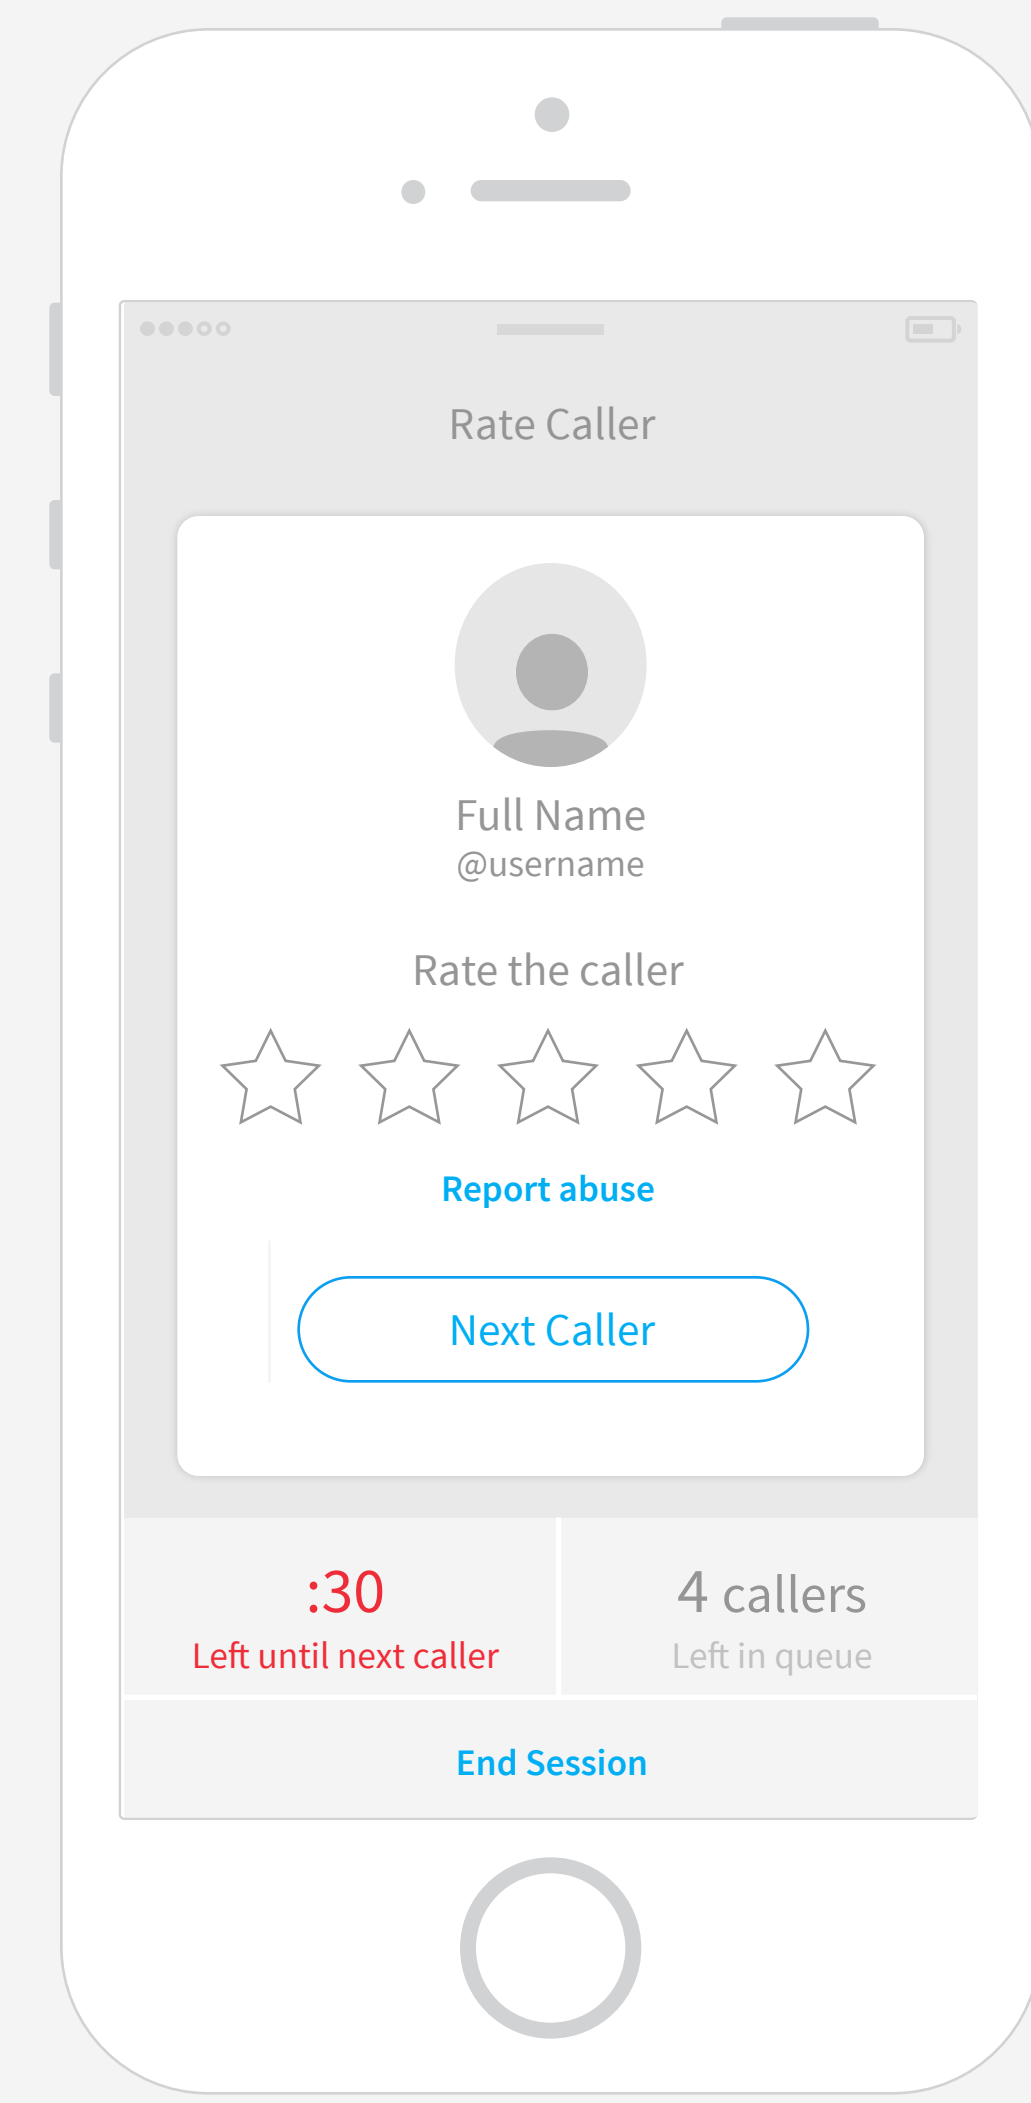 Rate Caller
Full Name
@username
Rate the caller
Report abuse
Next Caller
:30
Left until next caller
4 callers
Left in queue
End Session